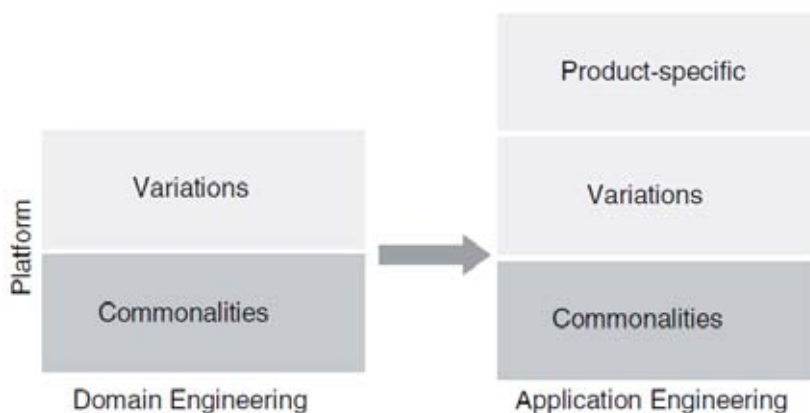 Product-specific
Variations
Variations
Platform
Commonalities
Commonalities
Domain Engineering
Application Engineering